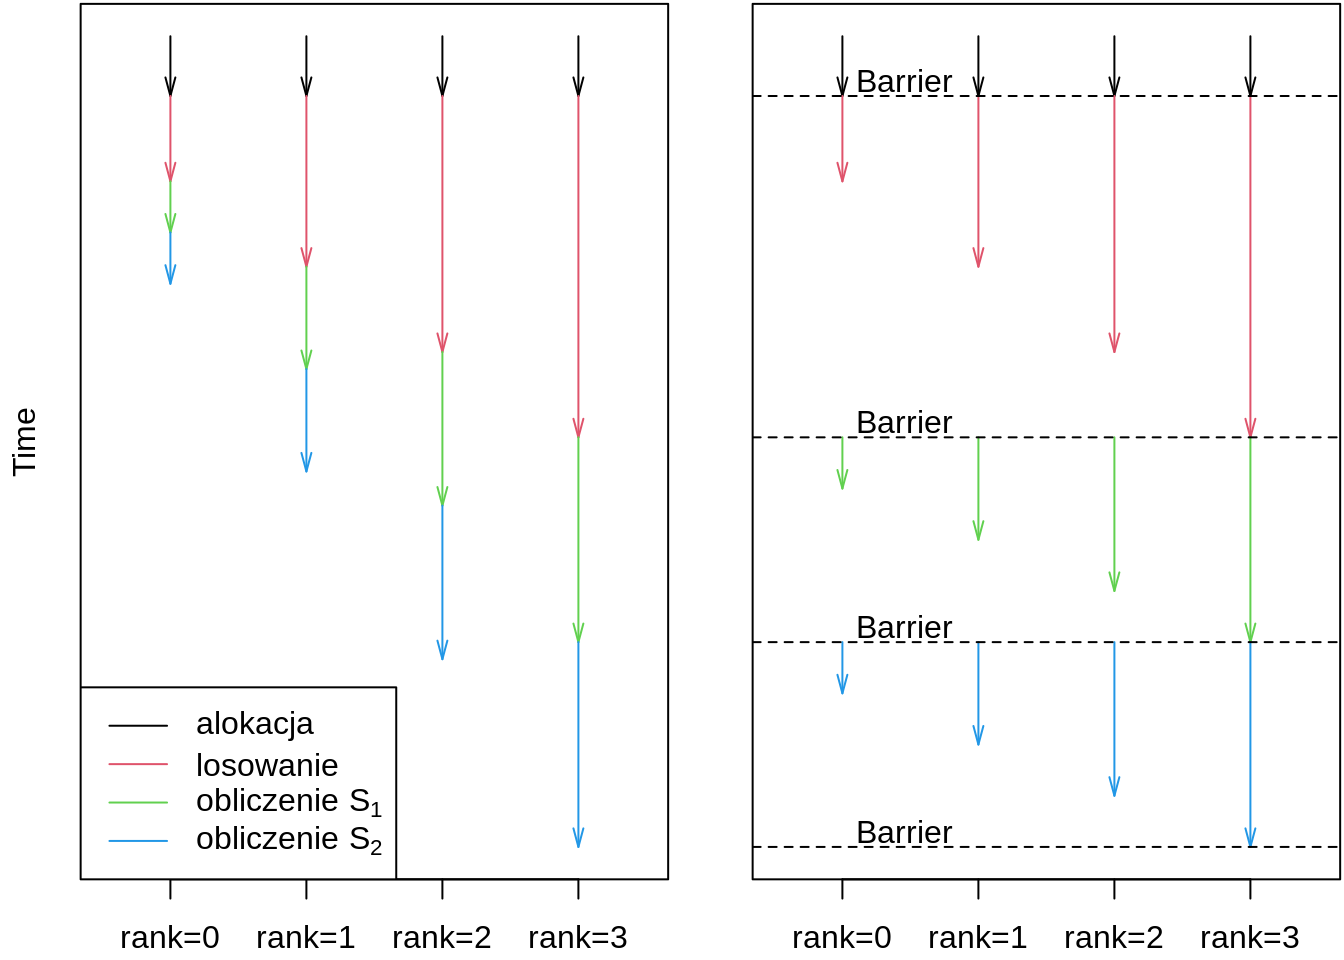 Barrier
Time
Barrier
Barrier
alokacja
losowanie
obliczenie S₁
obliczenie S₂
Barrier
rank=0 rank=1 rank=2 rank=3
rank=0 rank=1 rank=2 rank=3